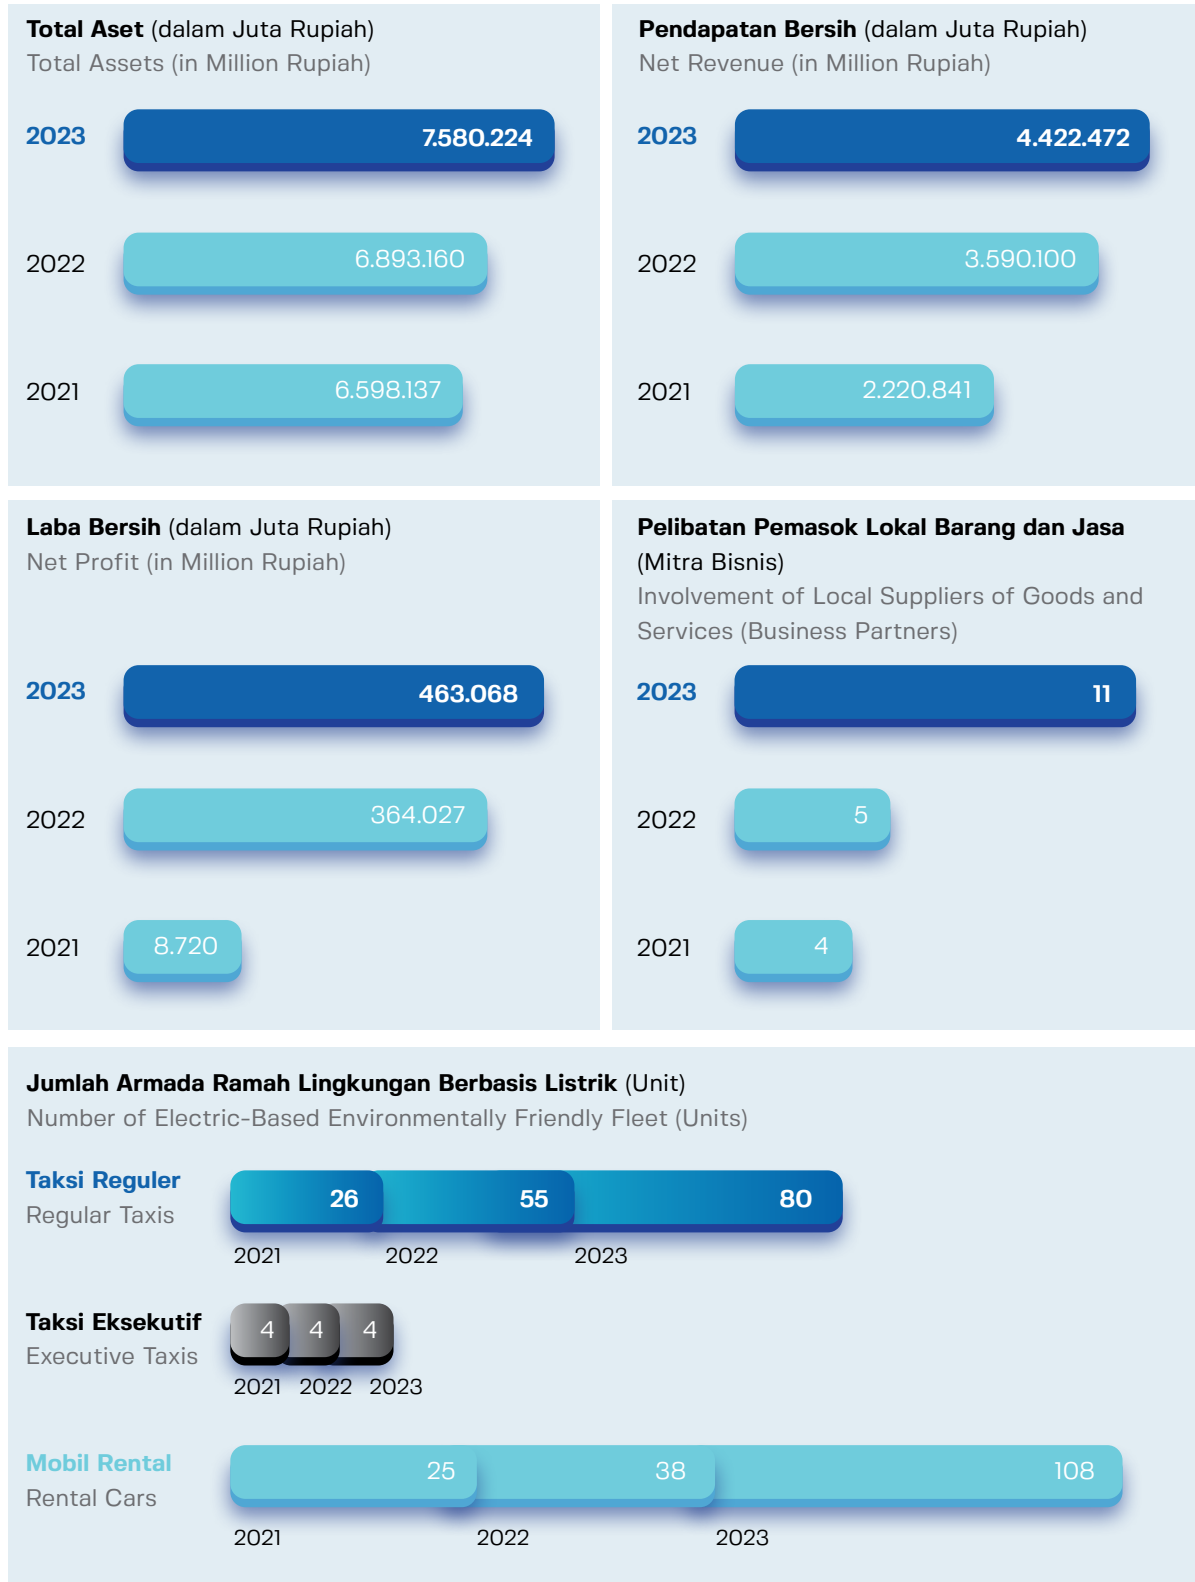 Total Aset (dalam Juta Rupiah)
Total Assets (in Million Rupiah)
2023
7.580.224
2022
6.893.160
2021
6.598.137
Pendapatan Bersih (dalam Juta Rupiah)
Net Revenue (in Million Rupiah)
2023
4.422.472
2022
3.590.100
2021
2.220.841
Laba Bersih (dalam Juta Rupiah)
Net Profit (in Million Rupiah)
2023
463.068
2022
364.027
2021
8.720
Pelibatan Pemasok Lokal Barang dan Jasa
(Mitra Bisnis)
Involvement of Local Suppliers of Goods and
Services (Business Partners)
2023
11
2022
5
2021
4
Jumlah Armada Ramah Lingkungan Berbasis Listrik (Unit)
Number of Electric-Based Environmentally Friendly Fleet (Units)
Taksi Reguler
Regular Taxis
26 55 80
2021 2022 2023
Taksi Eksekutif
Executive Taxis
4 4 4
2021 2022 2023
Mobil Rental
Rental Cars
25 38 108
2021 2022 2023